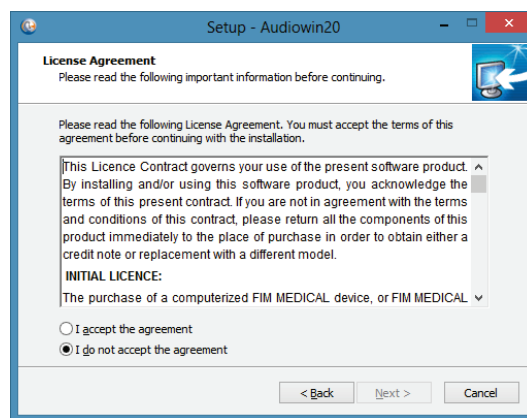 Setup - Audiowin20
License Agreement
Please read the following important information before continuing.
Please read the following License Agreement. You must accept the terms of this
agreement before continuing with the installation.
This Licence Contract governs your use of the present software product.
By installing and/or using this software product, you acknowledge the
terms of this present contract. If you are not in agreement with the terms
and conditions of this contract, please return all the components of this
product immediately to the place of purchase in order to obtain either a
credit note or replacement with a different model.
INITIAL LICENCE:
The purchase of a computerized FIM MEDICAL device, or FIM MEDICAL
I accept the agreement
I do not accept the agreement
< Back
Next >
Cancel